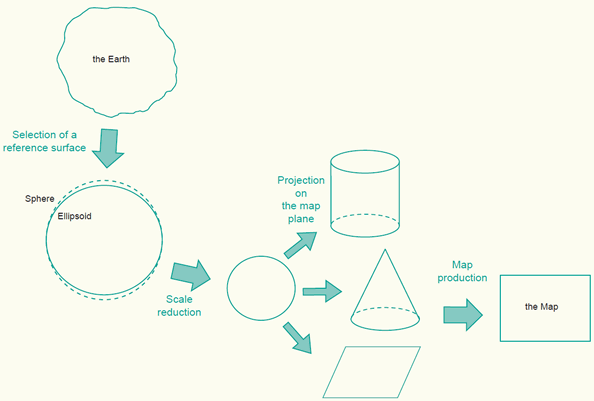 the Earth
Selection of a
reference surface
Sphere
Ellipsoid
Scale
reduction
Projection
on
the map
plane
Map
production
the Map